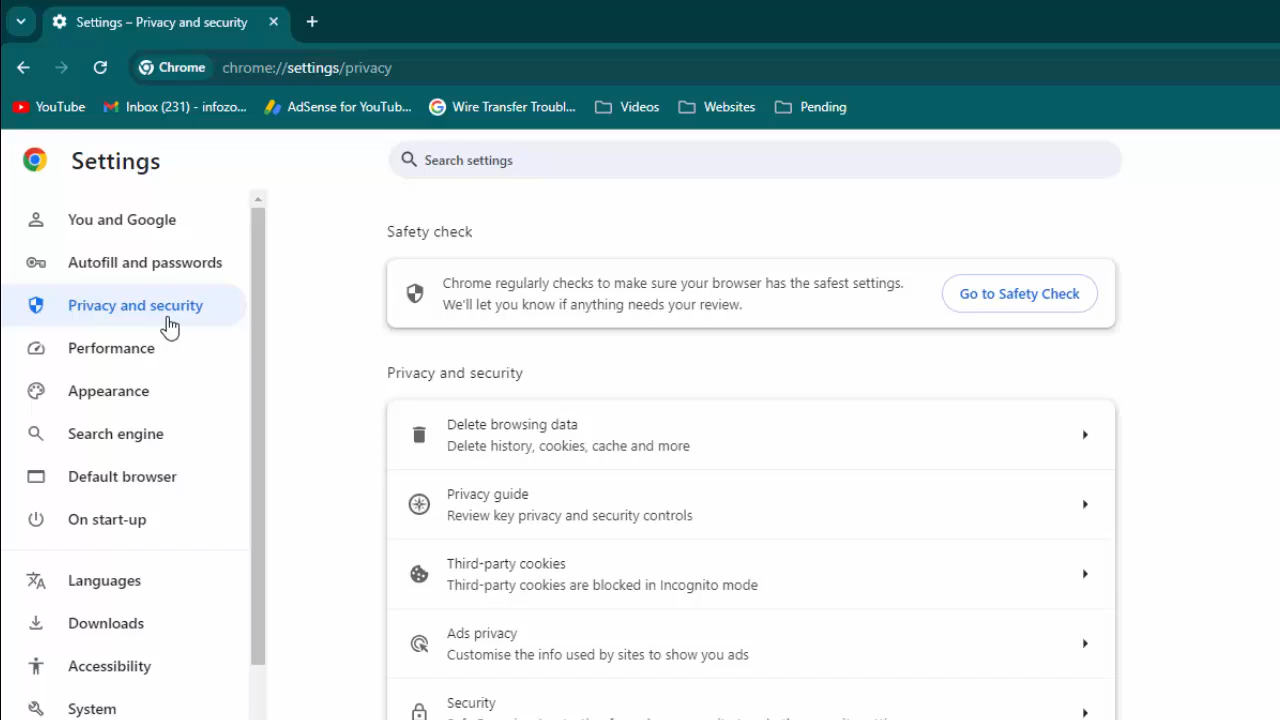 Settings – Privacy and security
Chrome
chrome://settings/privacy
YouTube
Inbox (231) - infozo...
AdSense for YouTub...
Wire Transfer Troubl...
Videos
Websites
Pending
Settings
Search settings
You and Google
Autofill and passwords
Privacy and security
Performance
Appearance
Search engine
Default browser
On start-up
Languages
Downloads
Accessibility
System
Safety check
Chrome regularly checks to make sure your browser has the safest settings.
We'll let you know if anything needs your review.
Go to Safety Check
Privacy and security
Delete browsing data
Delete history, cookies, cache and more
Privacy guide
Review key privacy and security controls
Third-party cookies
Third-party cookies are blocked in Incognito mode
Ads privacy
Customise the info used by sites to show you ads
Security